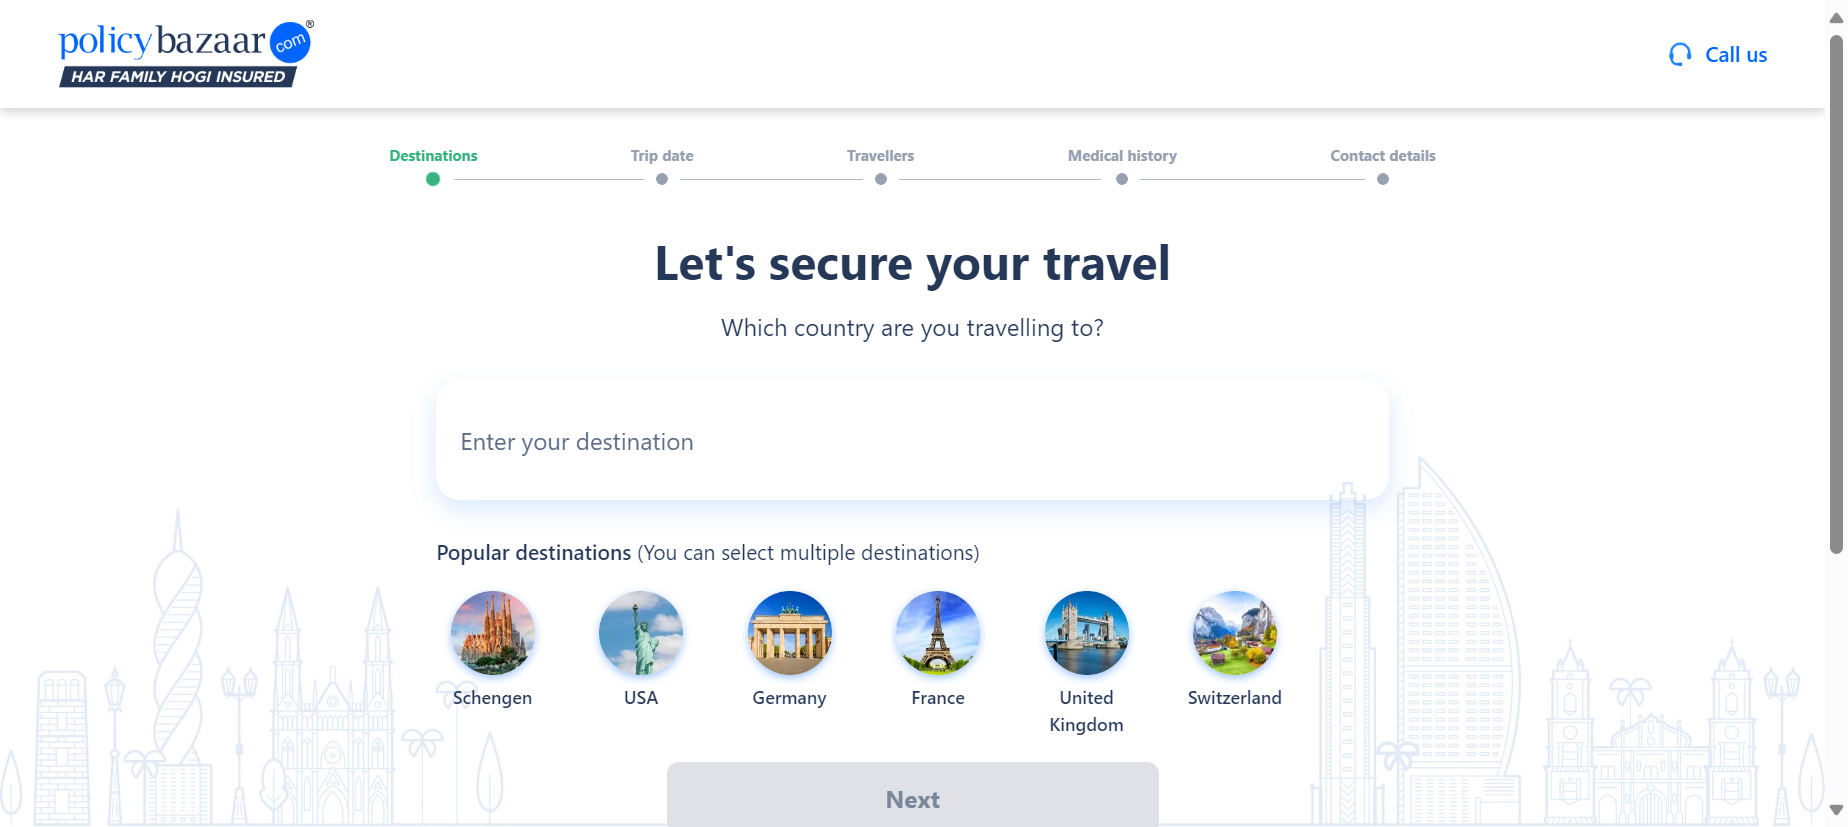 policybazaar com ®
HAR FAMILY HOGI INSURED
Call us
Destinations
Trip date
Travellers
Medical history
Contact details
Let's secure your travel
Which country are you travelling to?
Enter your destination
Popular destinations (You can select multiple destinations)
Schengen
USA
Germany
France
United
Kingdom
Switzerland
Next